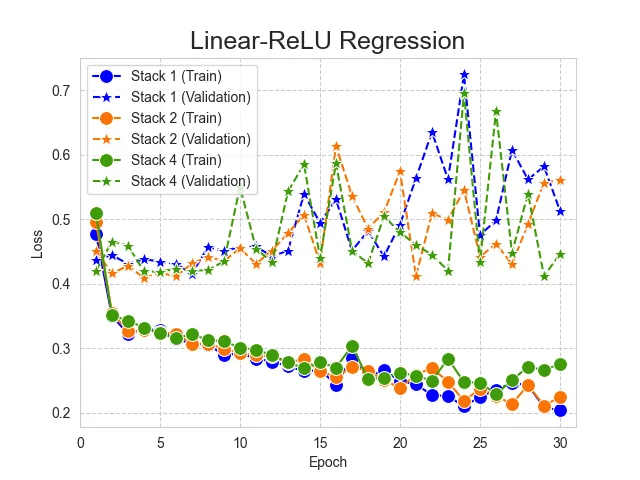 Linear-ReLU Regression
Stack 1 (Train)
Stack 1 (Validation)
Stack 2 (Train)
Stack 2 (Validation)
Stack 4 (Train)
Stack 4 (Validation)
Loss
0.7
0.6
0.5
0.4
0.3
0.2
0 5 10 15 20 25 30
Epoch